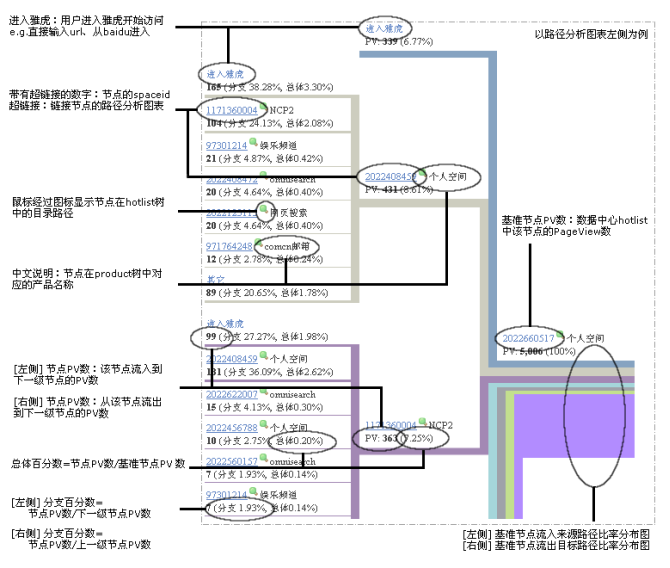 进入雅虎：用户进入雅虎开始访问
e.g.直接输入url、从baidu进入
带有超链接的数字：节点的spaceid
超链接：链接节点的路径分析图表
鼠标经过图标显示节点在hotlist树
中的目录路径
中文说明：节点在product树中对
应的产品名称
[左侧] 节点PV数：该节点流入到
下一级节点的PV数
[右侧] 节点PV数：从该节点流出
到下一级节点的PV数
总体百分数=节点PV数/基准节点PV 数
[左侧] 分支百分数=
节点PV数/下一级节点PV数
[右侧] 分支百分数=
节点PV数/上一级节点PV数
进入雅虎
165 (分支 38.28%, 总体3.30%)
1171360004 NCP2
104 (分支 24.13%, 总体2.08%)
97301214 娱乐频道
21 (分支 4.87%, 总体0.42%)
2022408472 omnisearch
20 (分支 4.64%, 总体0.40%)
网页搜索
20 (分支 4.64%, 总体0.40%)
971764248 comcn邮箱
12 (分支 2.78%, 总体0.24%)
其它
89 (分支 20.65%, 总体1.78%)
进入雅虎
99 (分支 27.27%, 总体1.98%)
2022408459 个人空间
131 (分支 36.09%, 总体2.62%)
2022622007 omnisearch
15 (分支 4.13%, 总体0.30%)
2022456788 个人空间
10 (分支 2.75%, 总体0.20%)
2022560157 omnisearch
7 (分支 1.93%, 总体0.14%)
97301214 娱乐频道
7 (分支 1.93%, 总体0.14%)
进入雅虎
PV: 339 (6.77%)
2022408459 个人空间
PV: 431 (8.61%)
1171360004 NCP2
PV: 363 (7.25%)
以路径分析图表左侧为例
基准节点PV数：数据中心hotlist
中该节点的PageView数
2022660517 个人空间
PV: 5,006 (100%)
[左侧] 基准节点流入来源路径比率分布图
[右侧] 基准节点流出目标路径比率分布图